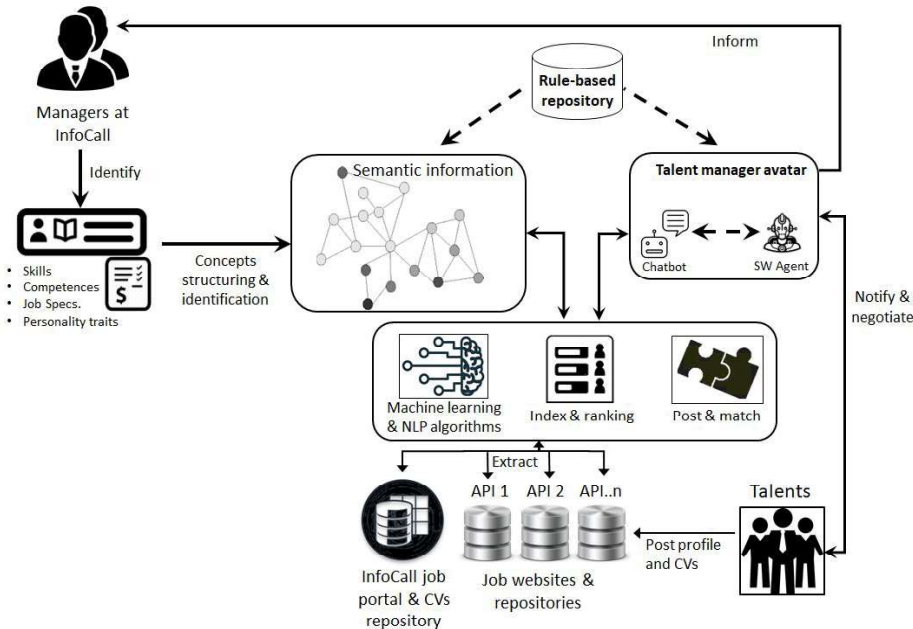 Inform
Rule-based
repository
Managers at
InfoCall
Identify
Semantic information
Talent manager avatar
Chatbot
SW Agent
• Skills
• Competences
• Job Specs.
• Personality traits
$
Concepts
structuring &
identification
Notify &
negotiate
Machine learning
& NLP algorithms
Index & ranking
Post & match
Extract
API 1
API 2
API..n
Talents
Post profile
and CVs
InfoCall job
portal & CVs
repository
Job websites &
repositories